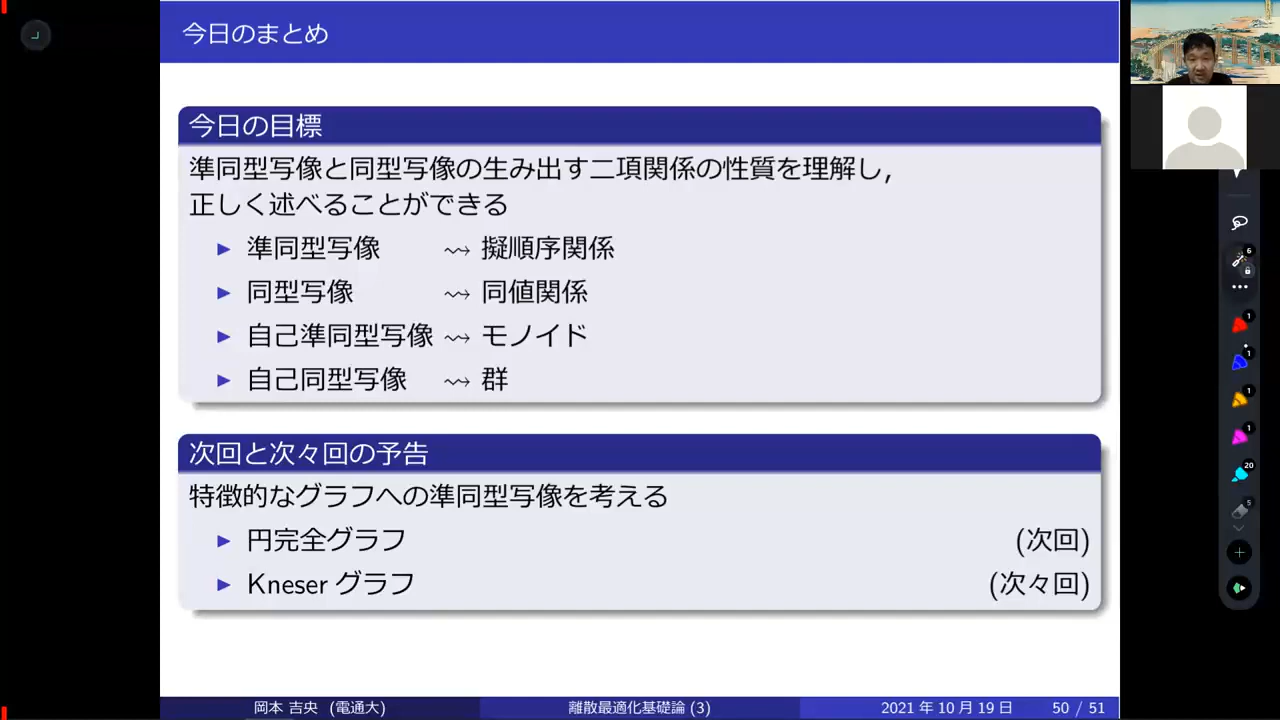 今日のまとめ
今日の目標
準同型写像と同型写像の生み出す二項関係の性質を理解し,
正しく述べることができる
▶ 準同型写像 ⇝ 擬順序関係
▶ 同型写像 ⇝ 同値関係
▶ 自己準同型写像 ⇝ モノイド
▶ 自己同型写像 ⇝ 群
次回と次々回の予告
特徴的なグラフへの準同型写像を考える
▶ 円完全グラフ (次回)
▶ Kneser グラフ (次々回)
岡本 吉央 (電通大) 離散最適化基礎論 (3) 2021 年 10 月 19 日 50 / 51
6
1
1
1
1
20
5